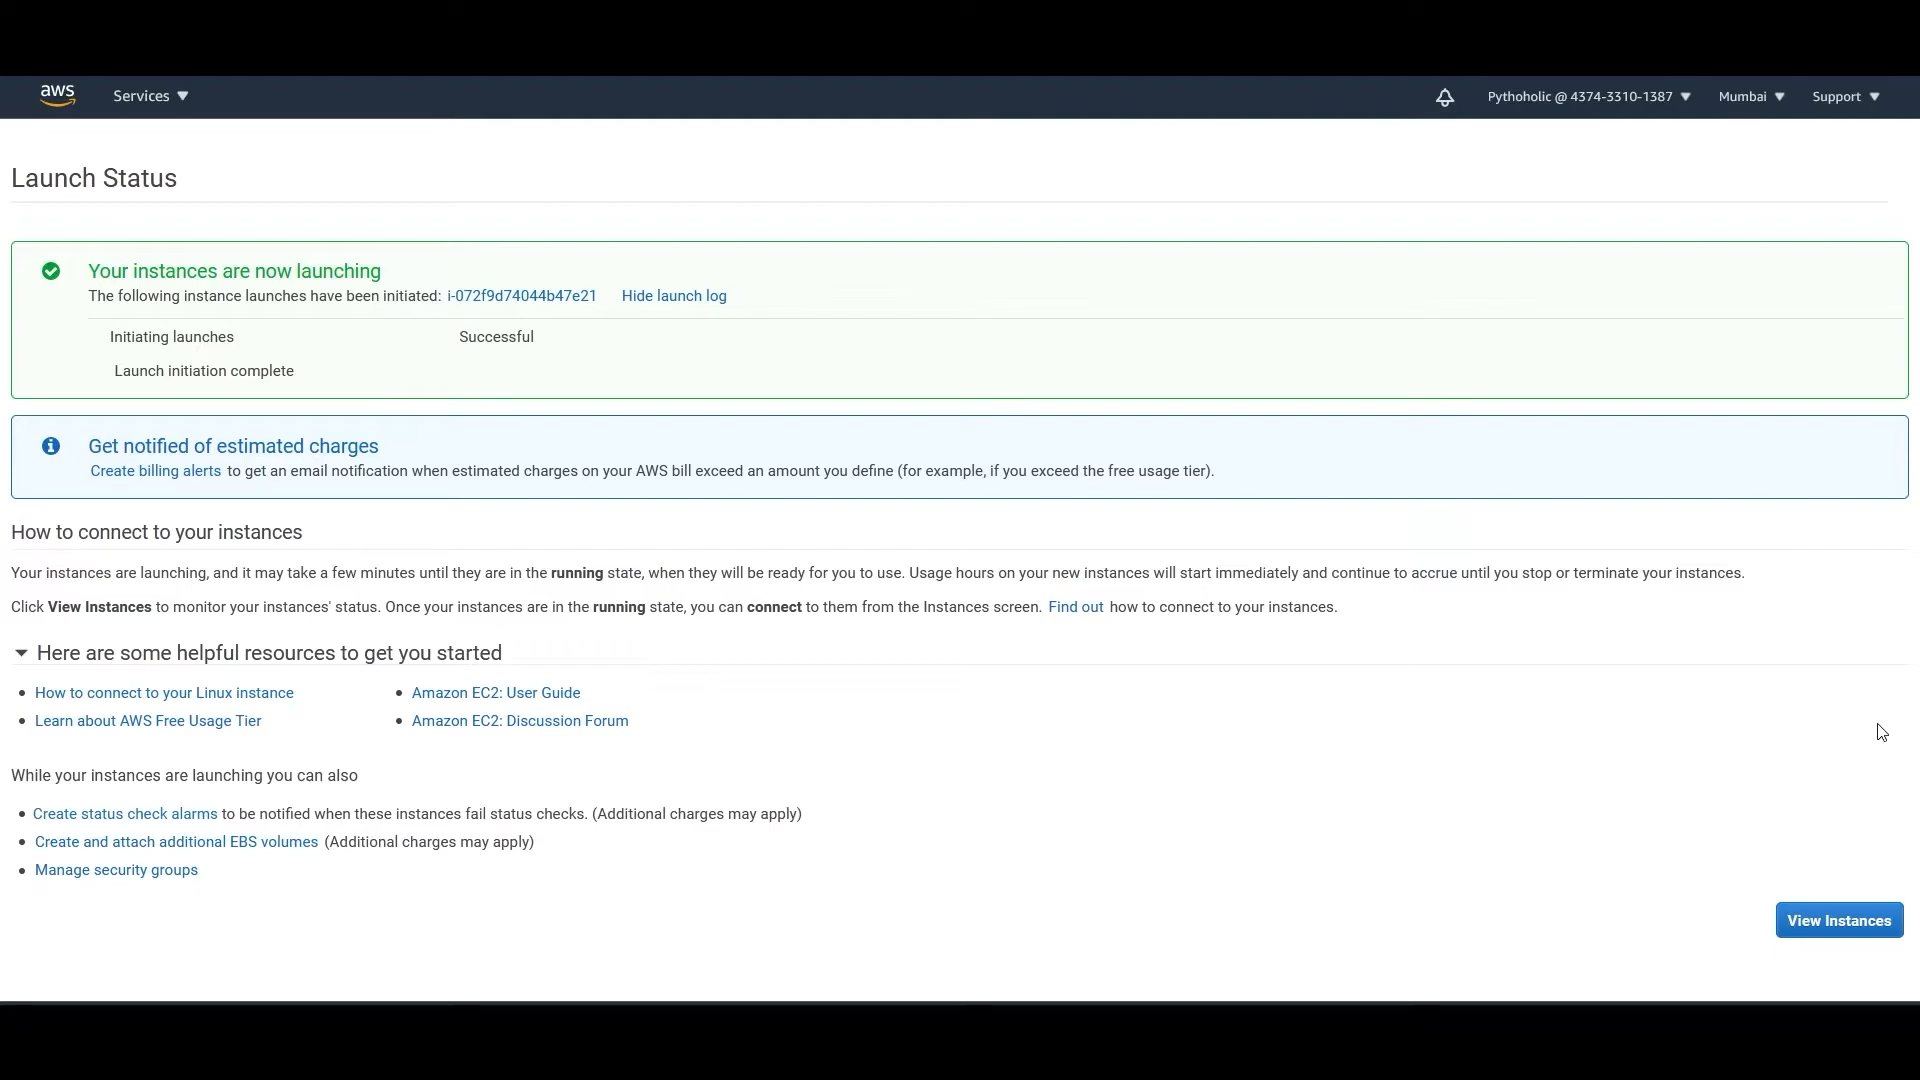 aws Services Pythoholic @ 4374-3310-1387 Mumbai Support
Launch Status
Your instances are now launching
The following instance launches have been initiated: i-072f9d74044b47e21 Hide launch log
Initiating launches Successful
Launch initiation complete
Get notified of estimated charges
Create billing alerts to get an email notification when estimated charges on your AWS bill exceed an amount you define (for example, if you exceed the free usage tier).
How to connect to your instances
Your instances are launching, and it may take a few minutes until they are in the running state, when they will be ready for you to use. Usage hours on your new instances will start immediately and continue to accrue until you stop or terminate your instances.
Click View Instances to monitor your instances' status. Once your instances are in the running state, you can connect to them from the Instances screen. Find out how to connect to your instances.
Here are some helpful resources to get you started
• How to connect to your Linux instance • Amazon EC2: User Guide
• Learn about AWS Free Usage Tier • Amazon EC2: Discussion Forum
While your instances are launching you can also
• Create status check alarms to be notified when these instances fail status checks. (Additional charges may apply)
• Create and attach additional EBS volumes (Additional charges may apply)
• Manage security groups
View Instances